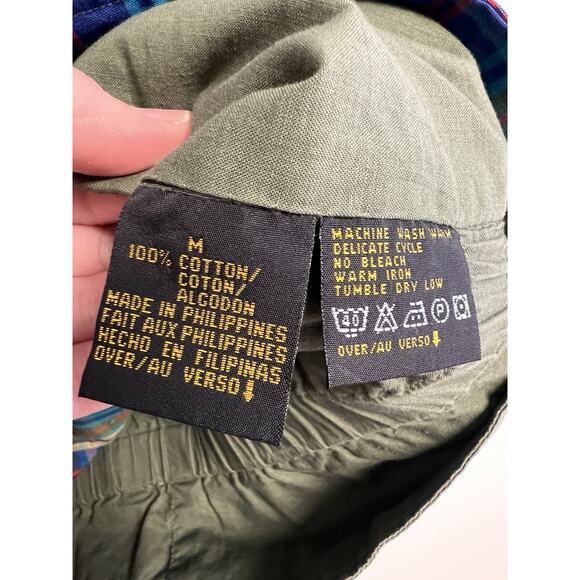 M
100% COTTON/
COTON/
ALGODON
MADE IN PHILIPPINES
FAIT AUX PHILIPPINES
HECHO EN FILIPINAS
OVER/AU VERSO
MACHINE WASH WARM
DELICATE CYCLE
NO BLEACH
WARM IRON
TUMBLE DRY LOW
40 P
OVER/AU VERSO